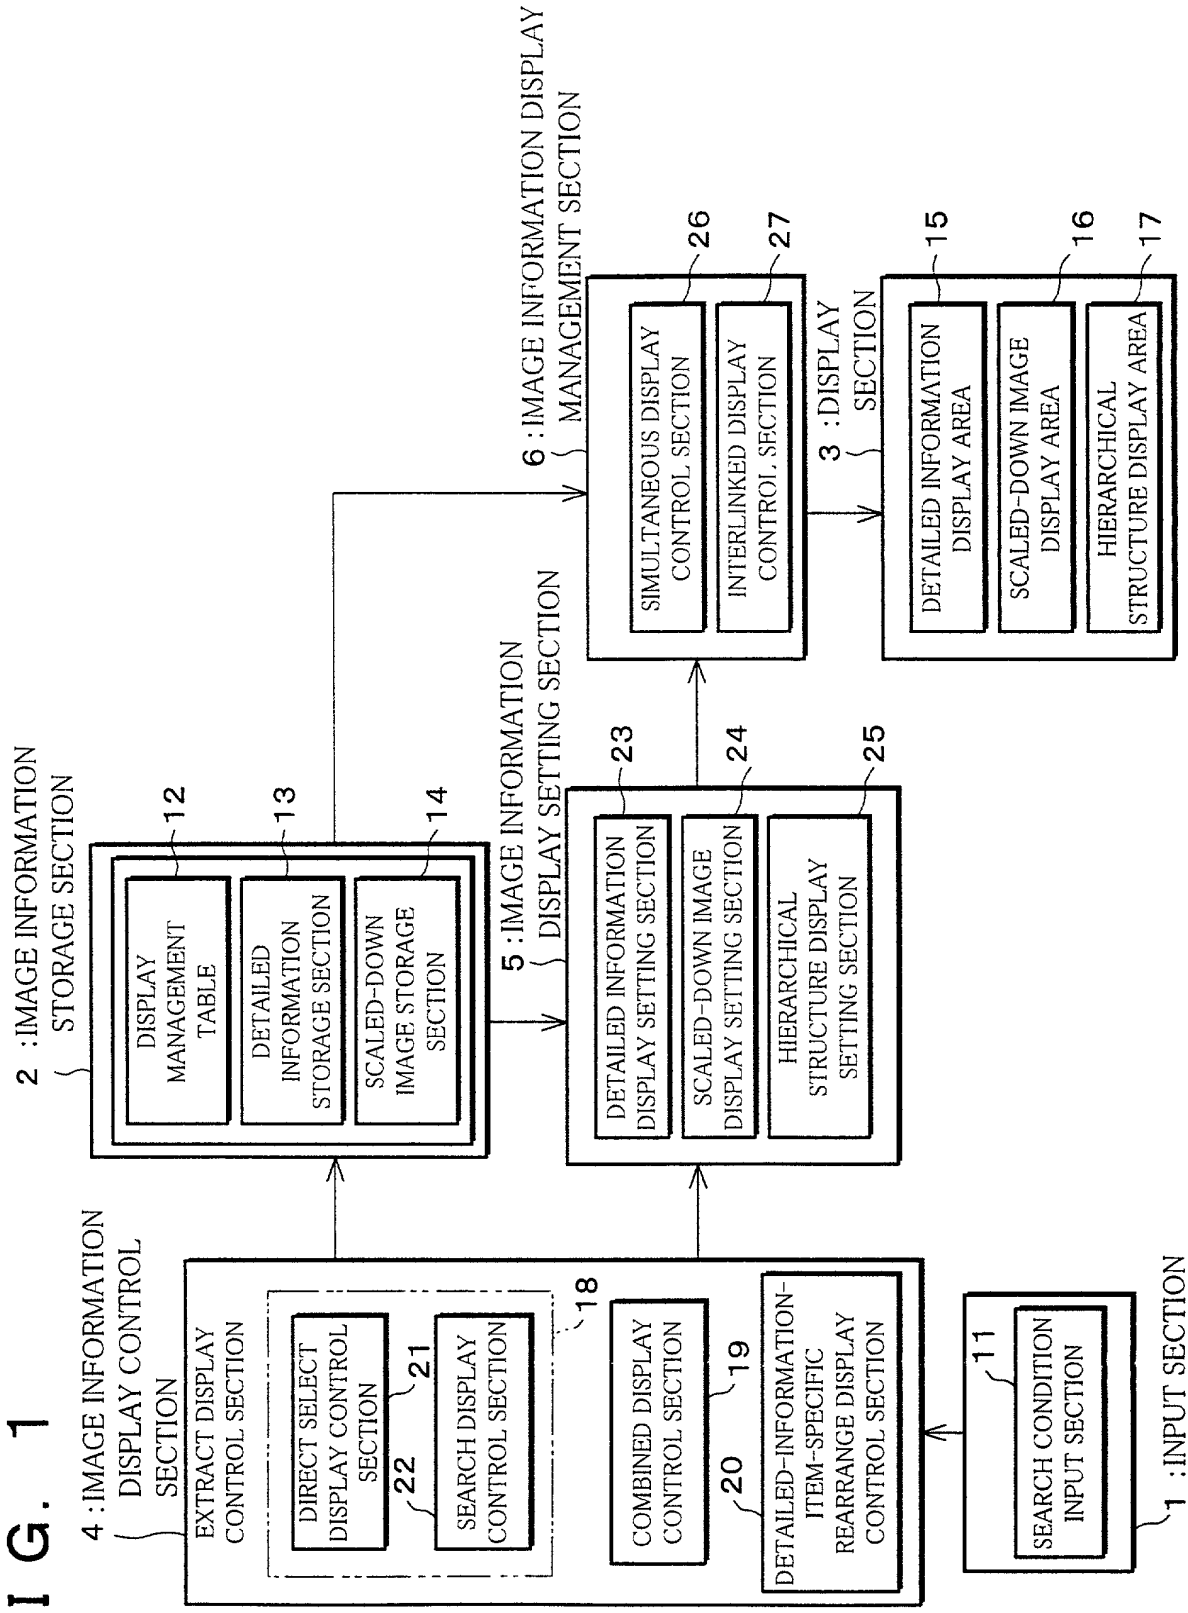 I G. 1
4 :IMAGE INFORMATION
DISPLAY CONTROL
SECTION
EXTRACT DISPLAY
CONTROL SECTION
DIRECT SELECT
DISPLAY CONTROL
SECTION
21
22
SEARCH DISPLAY
CONTROL SECTION
18
COMBINED DISPLAY
CONTROL SECTION
19
20
DETAILED-INFORMATION-
ITEM-SPECIFIC
REARRANGE DISPLAY
CONTROL SECTION
11
SEARCH CONDITION
INPUT SECTION
1 :INPUT SECTION
2 :IMAGE INFORMATION
STORAGE SECTION
DISPLAY
MANAGEMENT
TABLE
12
DETAILED
INFORMATION
STORAGE SECTION
13
SCALED-DOWN
IMAGE STORAGE
SECTION
14
5 :IMAGE INFORMATION
DISPLAY SETTING SECTION
DETAILED INFORMATION
DISPLAY SETTING SECTION
23
SCALED-DOWN IMAGE
DISPLAY SETTING SECTION
24
HIERARCHICAL
STRUCTURE DISPLAY
SETTING SECTION
25
6 :IMAGE INFORMATION DISPLAY
MANAGEMENT SECTION
SIMULTANEOUS DISPLAY
CONTROL SECTION
26
INTERLINKED DISPLAY
CONTROL SECTION
27
3 :DISPLAY
SECTION
DETAILED INFORMATION
DISPLAY AREA
15
SCALED-DOWN IMAGE
DISPLAY AREA
16
HIERARCHICAL
STRUCTURE DISPLAY AREA
17